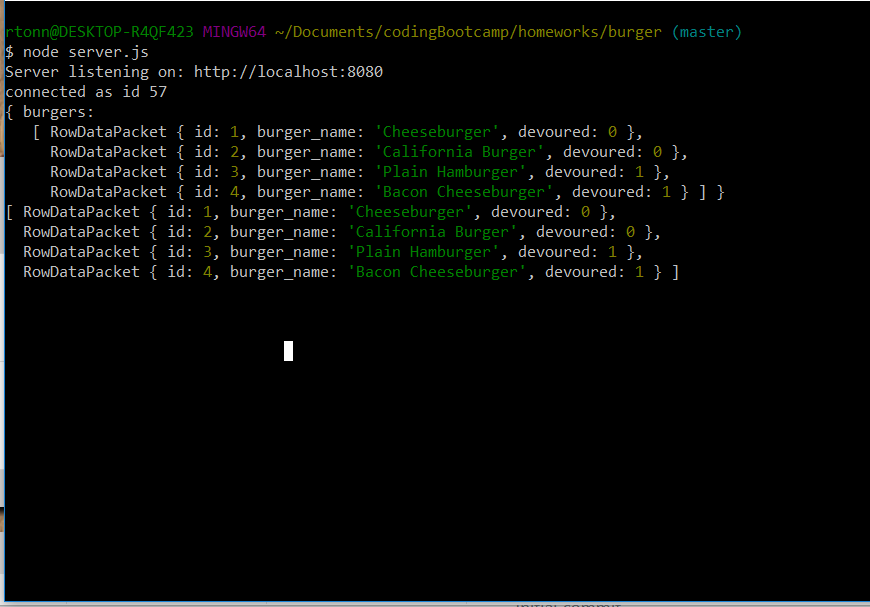 rtonn@DESKTOP-R4QF423 MINGW64 ~/Documents/codingBootcamp/homeworks/burger (master)
$ node server.js
Server listening on: http://localhost:8080
connected as id 57
{ burgers:
   [ RowDataPacket { id: 1, burger_name: 'Cheeseburger', devoured: 0 },
     RowDataPacket { id: 2, burger_name: 'California Burger', devoured: 0 },
     RowDataPacket { id: 3, burger_name: 'Plain Hamburger', devoured: 1 },
     RowDataPacket { id: 4, burger_name: 'Bacon Cheeseburger', devoured: 1 } ] }
[ RowDataPacket { id: 1, burger_name: 'Cheeseburger', devoured: 0 },
  RowDataPacket { id: 2, burger_name: 'California Burger', devoured: 0 },
  RowDataPacket { id: 3, burger_name: 'Plain Hamburger', devoured: 1 },
  RowDataPacket { id: 4, burger_name: 'Bacon Cheeseburger', devoured: 1 } ]